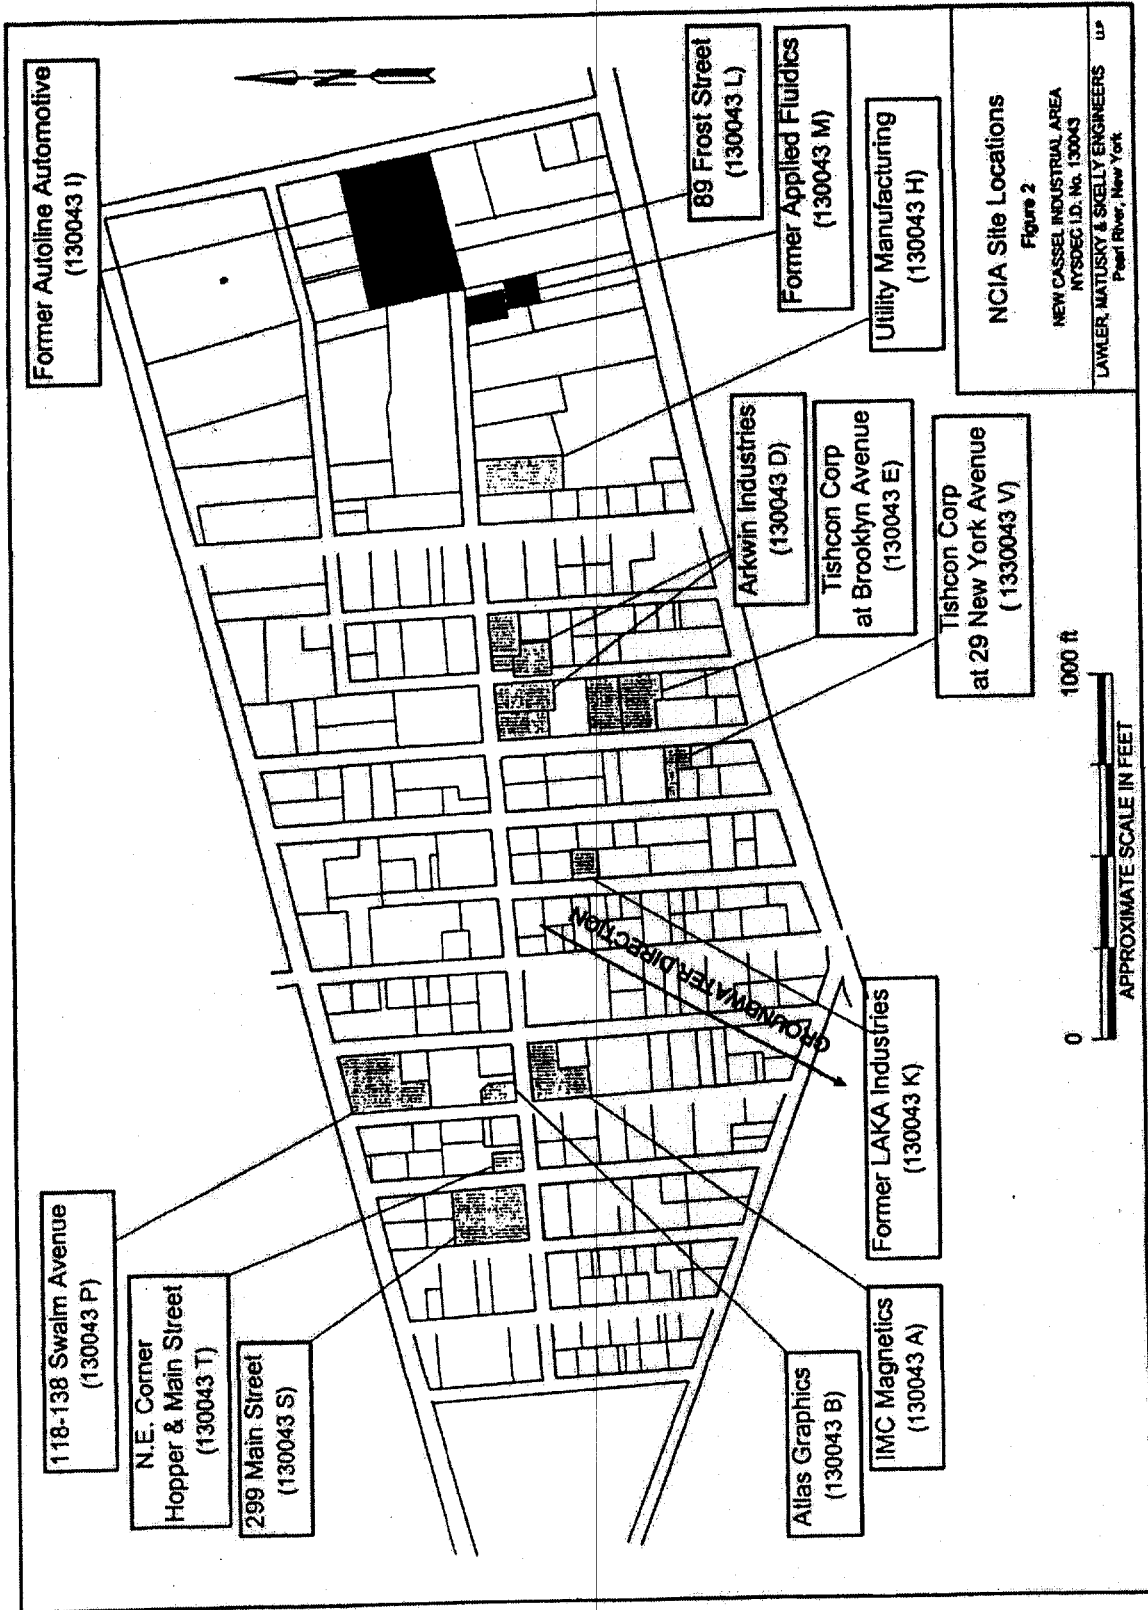 118-138 Swalm Avenue
(130043 P)
N.E. Corner
Hopper & Main Street
(130043 T)
299 Main Street
(130043 S)
Former Autoline Automotive
(130043 I)
N
GROUNDWATER DIRECTION
Atlas Graphics
(130043 B)
IMC Magnetics
(130043 A)
Former LAKA Industries
(130043 K)
Arkwin Industries
(130043 D)
Tishcon Corp
at Brooklyn Avenue
(130043 E)
Tishcon Corp
at 29 New York Avenue
(1330043 V)
89 Frost Street
(130043 L)
Former Applied Fluidics
(130043 M)
Utility Manufacturing
(130043 H)
0
1000 ft
APPROXIMATE SCALE IN FEET
NCIA Site Locations
Figure 2
NEW CASSEL INDUSTRIAL AREA
NYSDEC I.D. No. 130043
LAWLER, MATUSKY & SKELLY ENGINEERS LLP
Pearl River, New York